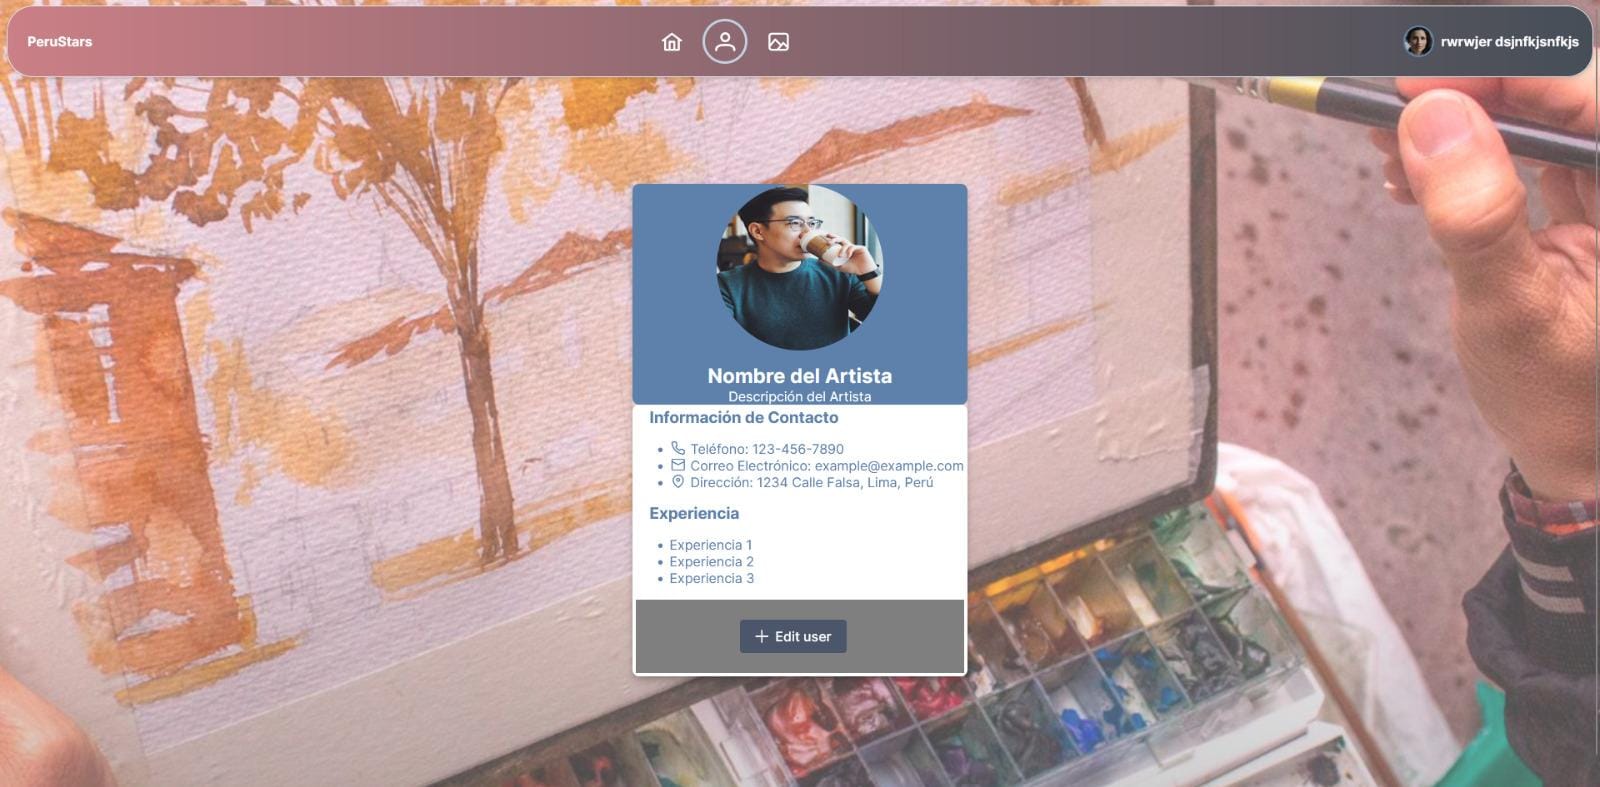 PeruStars
rwrwjer dsjnfkjsnfkjs
Nombre del Artista
Descripción del Artista
Información de Contacto
Teléfono: 123-456-7890
Correo Electrónico: example@example.com
Dirección: 1234 Calle Falsa, Lima, Perú
Experiencia
Experiencia 1
Experiencia 2
Experiencia 3
Edit user